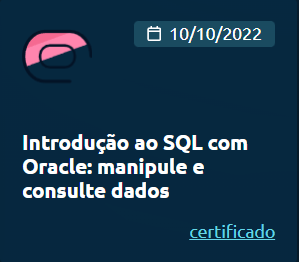 10/10/2022
Introdução ao SQL com
Oracle: manipule e
consulte dados
certificado